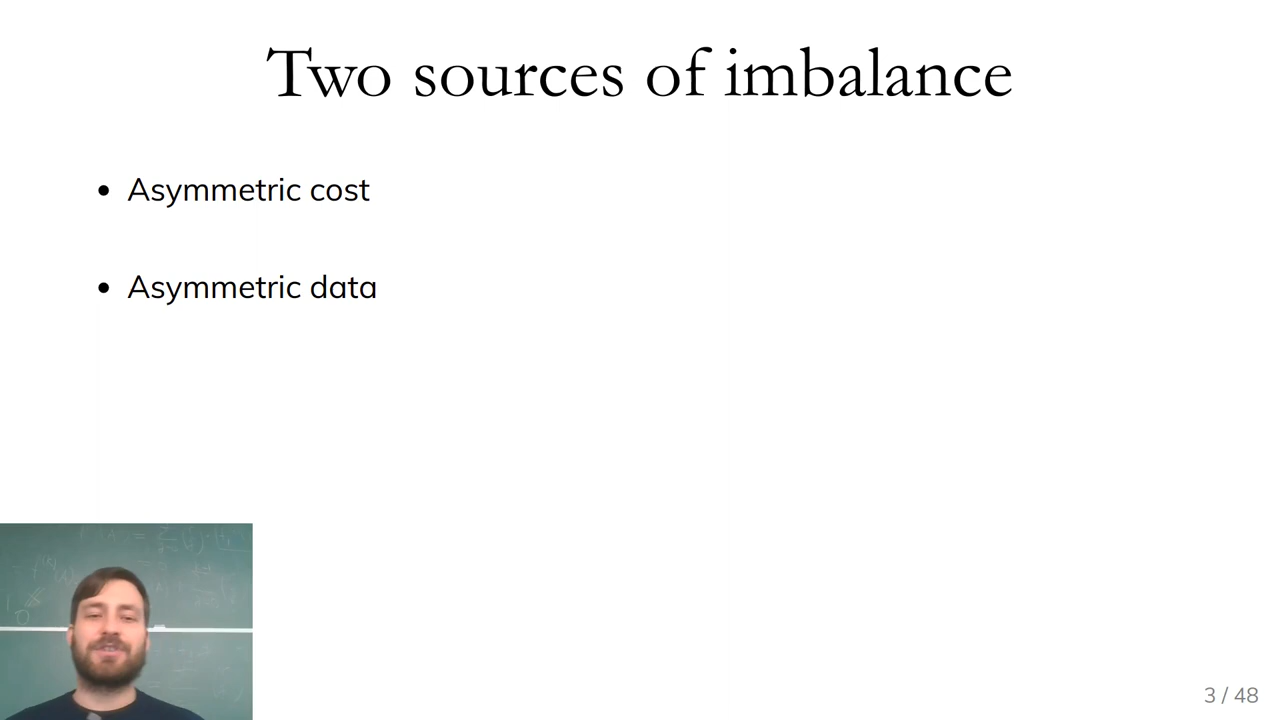 Two sources of imbalance
• Asymmetric cost
• Asymmetric data
3 / 48